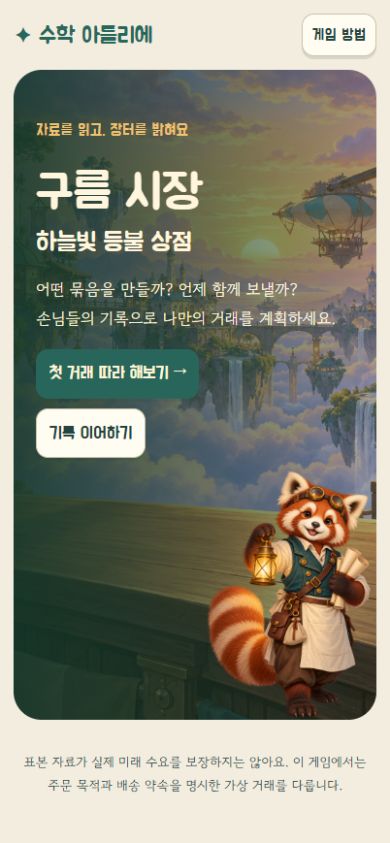 ✦ 수학 아틀리에
게임 방법
자료를 읽고, 장터를 밝혀요
구름 시장
하늘빛 등불 상점
어떤 묶음을 만들까? 언제 함께 보낼까?
손님들의 기록으로 나만의 거래를 계획하세요.
첫 거래 따라 해보기 →
기록 이어하기
표본 자료가 실제 미래 수요를 보장하지는 않아요. 이 게임에서는
주문 목적과 배송 약속을 명시한 가상 거래를 다룹니다.